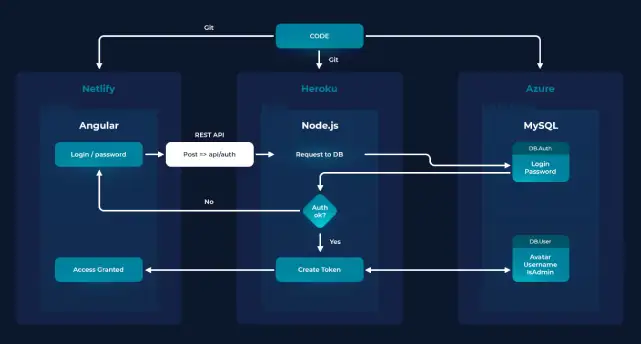 Git
CODE
Git
Netlify
Heroku
Azure
Angular
REST API
Node.js
MySQL
Login / password
Post => api/auth
Request to DB
DB.Auth
Login
Password
No
Auth
ok?
Yes
DB.User
Access Granted
Create Token
Avatar
Username
isAdmin